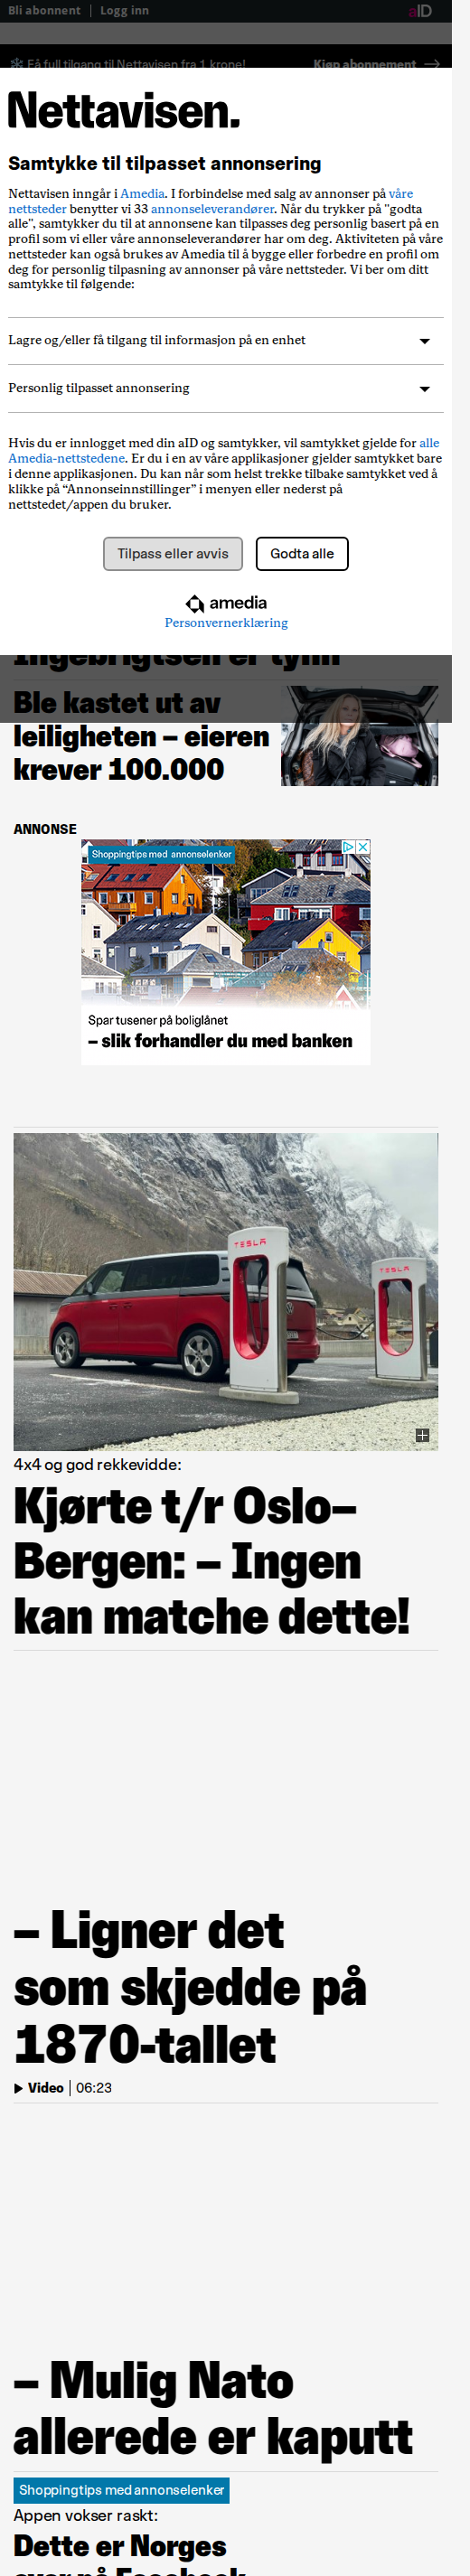 Bli abonnent | Logg inn aID
Få full tilgang til Nettavisen fra 1 krone! Kjøp abonnement
Nettavisen.
Samtykke til tilpasset annonsering
Nettavisen inngår i Amedia. I forbindelse med salg av annonser på våre
nettsteder benytter vi 33 annonseleverandører. Når du trykker på "godta
alle", samtykker du til at annonsene kan tilpasses deg personlig basert på en
profil som vi eller våre annonseleverandører har om deg. Aktiviteten på våre
nettsteder kan også brukes av Amedia til å bygge eller forbedre en profil om
deg for personlig tilpasning av annonser på våre nettsteder. Vi ber om ditt
samtykke til følgende:
Lagre og/eller få tilgang til informasjon på en enhet
Personlig tilpasset annonsering
Hvis du er innlogget med din aID og samtykker, vil samtykket gjelde for alle
Amedia-nettstedene. Er du i en av våre applikasjoner gjelder samtykket bare
i denne applikasjonen. Du kan når som helst trekke tilbake samtykket ved å
klikke på “Annonseinnstillinger” i menyen eller nederst på
nettstedet/appen du bruker.
Tilpass eller avvis Godta alle
amedia
Personvernerklæring
Ingebrigtsen er tynn
Ble kastet ut av
leiligheten – eieren
krever 100.000
ANNONSE
Shoppingtips med annonselenker
Spar tusener på boliglånet
– slik forhandler du med banken
TESLA
TESLA
4x4 og god rekkevidde:
Kjørte t/r Oslo–
Bergen: – Ingen
kan matche dette!
– Ligner det
som skjedde på
1870-tallet
Video | 06:23
– Mulig Nato
allerede er kaputt
Shoppingtips med annonselenker
Appen vokser raskt:
Dette er Norges
svar på Facebook